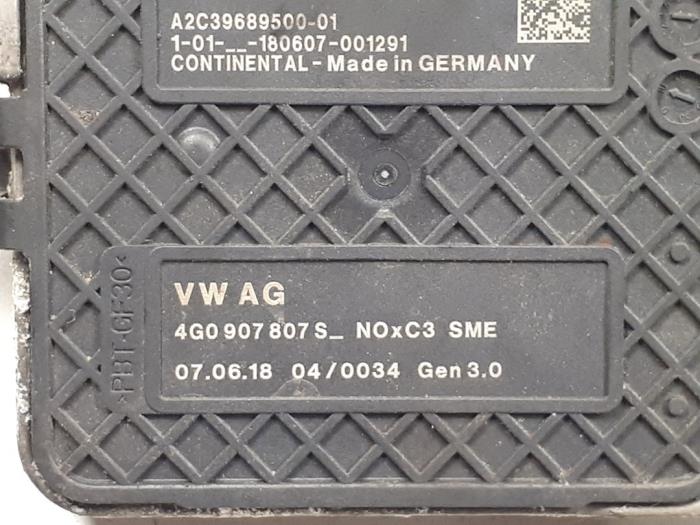 A2C39689500-01
1-01-__-180607-001291
CONTINENTAL - Made in GERMANY
VW AG
4G0 907 807 S_ NOxC3 SME
07.06.18 04/0034 Gen 3.0
>PBT-GF30<